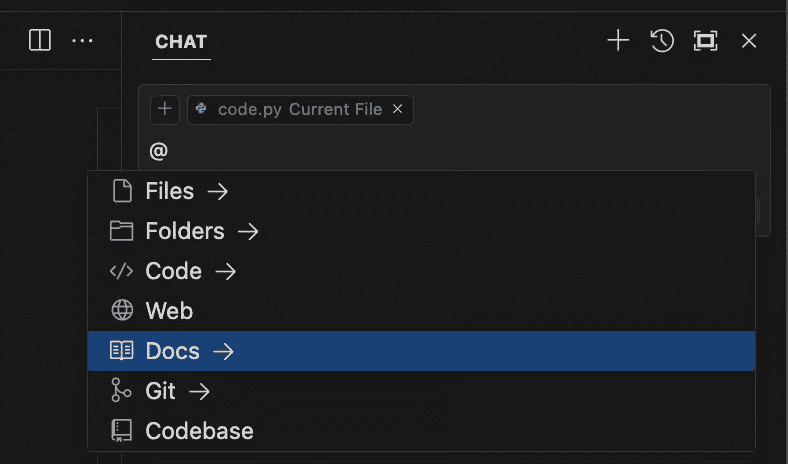 CHAT
code.py Current File
@
Files
Folders
Code
Web
Docs
Git
Codebase